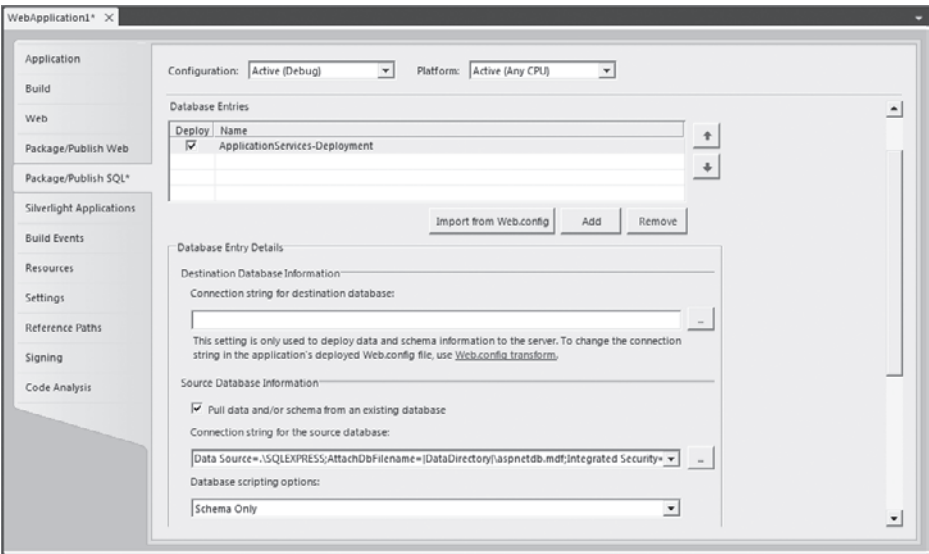 WebApplication1* X
Application
Build
Web
Package/Publish Web
Package/Publish SQL*
Silverlight Applications
Build Events
Resources
Settings
Reference Paths
Signing
Code Analysis
Configuration: Active (Debug) Platform: Active (Any CPU)
Database Entries
Deploy Name
ApplicationServices-Deployment
Import from Web.config Add Remove
Database Entry Details
Destination Database Information
Connection string for destination database:
...
This setting is only used to deploy data and schema information to the server. To change the connection
string in the application's deployed Web.config file, use Web.config transform.
Source Database Information
Pull data and/or schema from an existing database
Connection string for the source database:
Data Source=.\SQLEXPRESS;AttachDbFilename=|DataDirectory|\aspnetdb.mdf;Integrated Security= ...
Database scripting options:
Schema Only